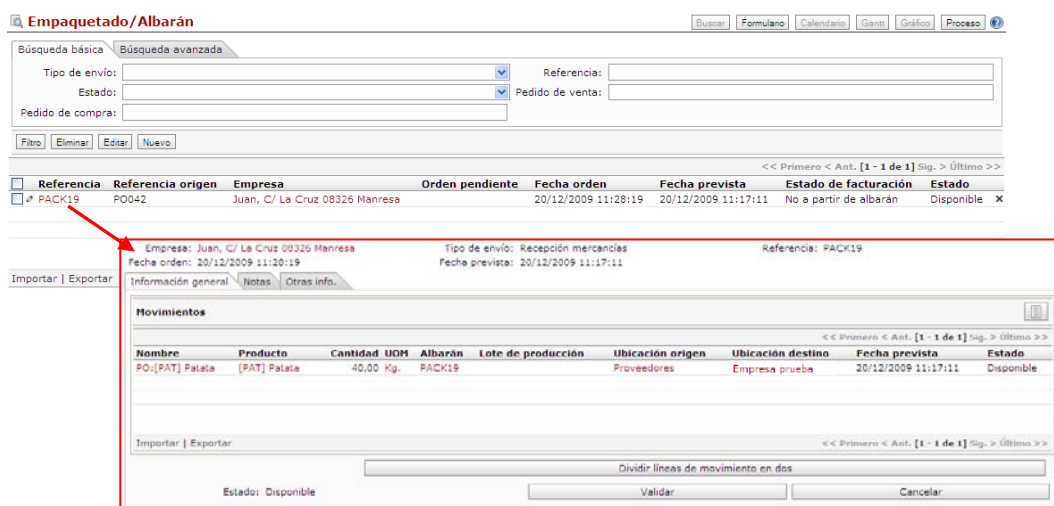 Empaquetado/Albarán Buscar Formulario Calendario Gantt Gráfico Proceso ?
Búsqueda básica Búsqueda avanzada
Tipo de envío: Referencia:
Estado: Pedido de venta:
Pedido de compra:
Filtro Eliminar Editar Nuevo
<< Primero < Ant. [1 - 1 de 1] Sig. > Último >>
Referencia Referencia origen Empresa Orden pendiente Fecha orden Fecha prevista Estado de facturación Estado
PACK19 PO042 Juan, C/ La Cruz 08326 Manresa 20/12/2009 11:28:19 20/12/2009 11:17:11 No a partir de albarán Disponible
Empresa: Juan, C/ La Cruz 08326 Manresa Tipo de envío: Recepción mercancías Referencia: PACK19
Fecha orden: 20/12/2009 11:28:19 Fecha prevista: 20/12/2009 11:17:11
Importar | Exportar
Información general Notas Otras info.
Movimientos
<< Primero < Ant. [1 - 1 de 1] Sig. > Último >>
Nombre Producto Cantidad UOM Albarán Lote de producción Ubicación origen Ubicación destino Fecha prevista Estado
PO:[PAT] Patata [PAT] Patata 40,00 Kg. PACK19 Proveedores Empresa prueba 20/12/2009 11:17:11 Disponible
Importar | Exportar << Primero < Ant. [1 - 1 de 1] Sig. > Último >>
Dividir líneas de movimiento en dos
Estado: Disponible Validar Cancelar